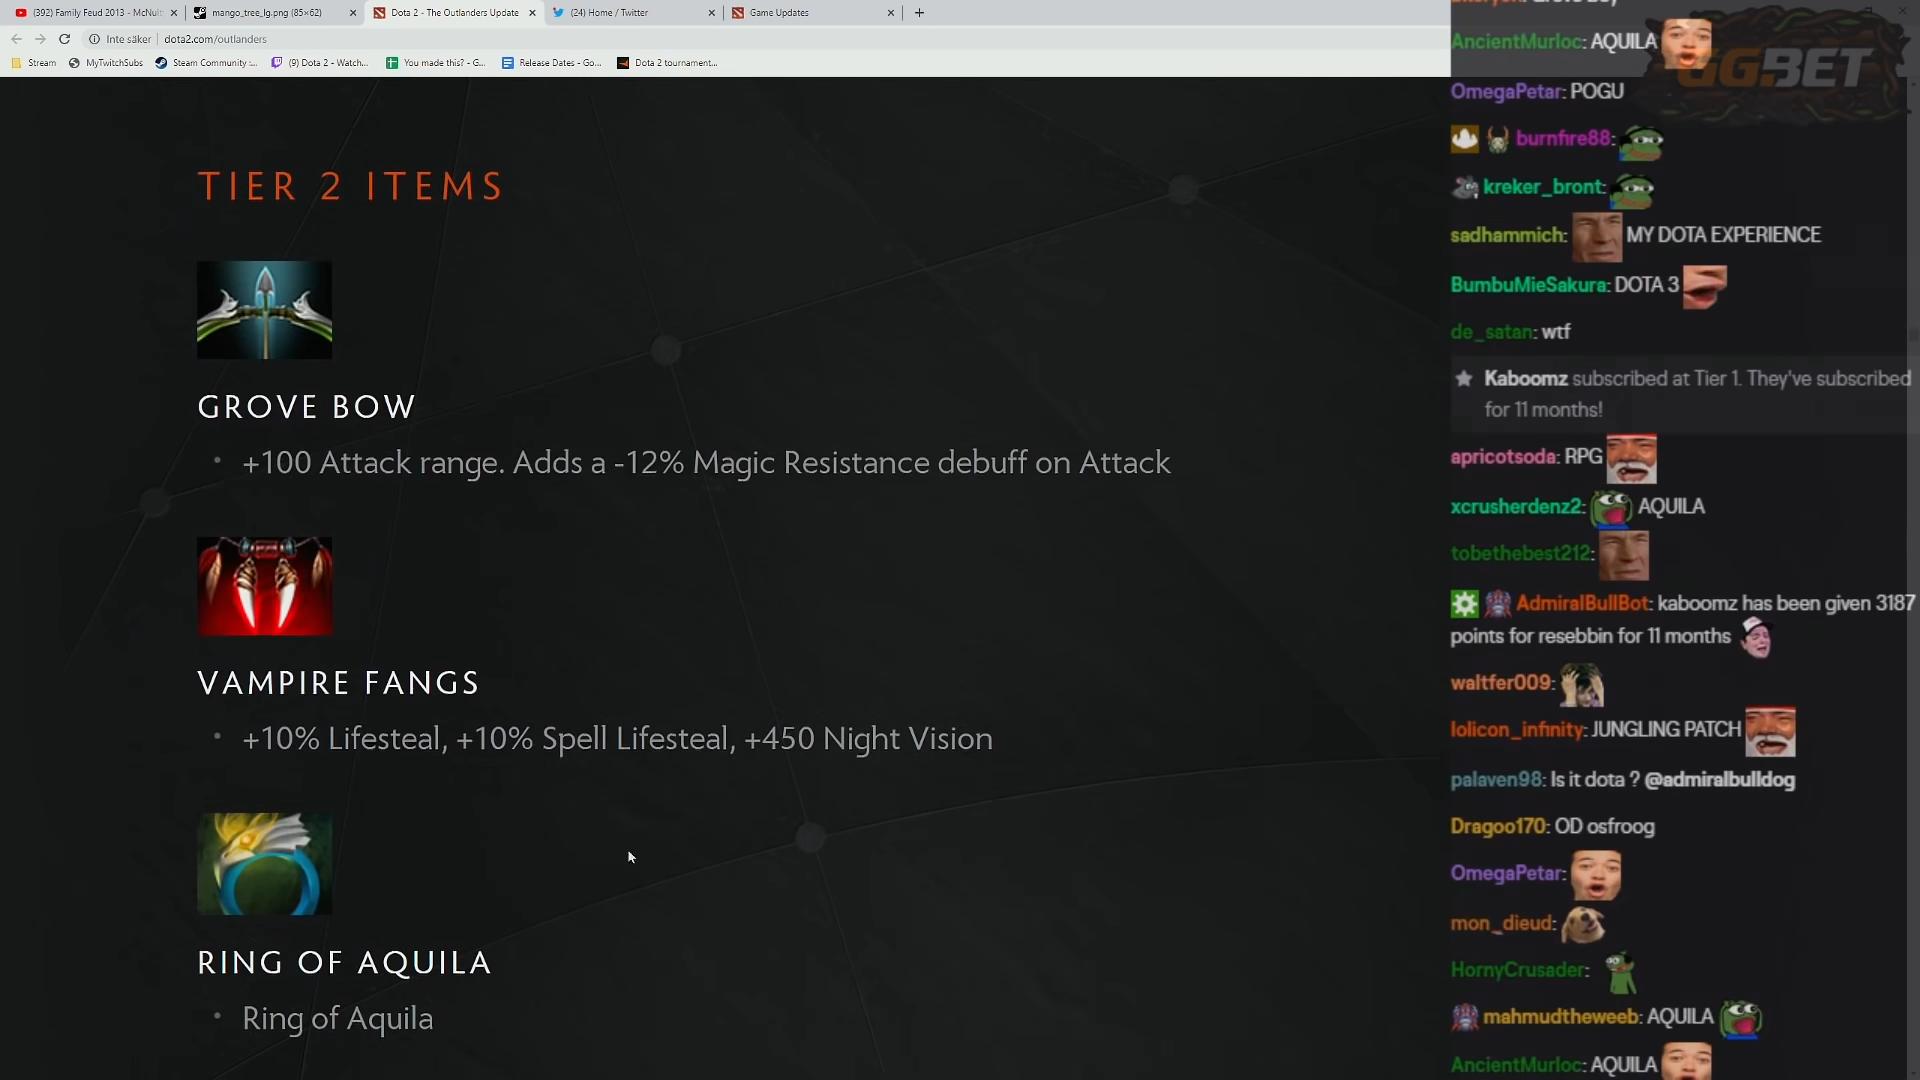 (392) Family Feud 2013 - McNult
mango_tree_lg.png (85×62)
Dota 2 - The Outlanders Update
(24) Home / Twitter
Game Updates
Inte säker
dota2.com/outlanders
Stream
MyTwitchSubs
Steam Community :...
(9) Dota 2 - Watch...
You made this? - G...
Release Dates - Go...
Dota 2 tournament...
TIER 2 ITEMS
GROVE BOW
• +100 Attack range. Adds a -12% Magic Resistance debuff on Attack
VAMPIRE FANGS
• +10% Lifesteal, +10% Spell Lifesteal, +450 Night Vision
RING OF AQUILA
• Ring of Aquila
GG.BET
AncientMurloc: AQUILA
OmegaPetar: POGU
burnfire88:
kreker_bront:
sadhammich: MY DOTA EXPERIENCE
BumbuMieSakura: DOTA 3
de_satan: wtf
Kaboomz subscribed at Tier 1. They've subscribed
for 11 months!
apricotsoda: RPG
xcrusherdenz2: AQUILA
tobethebest212:
AdmiralBullBot: kaboomz has been given 3187
points for resebbin for 11 months
waltfer009:
lolicon_infinity: JUNGLING PATCH
palaven98: Is it dota ? @admiralbulldog
Dragoo170: OD osfroog
OmegaPetar:
mon_dieud:
HornyCrusader:
mahmudtheweeb: AQUILA
AncientMurloc: AQUILA